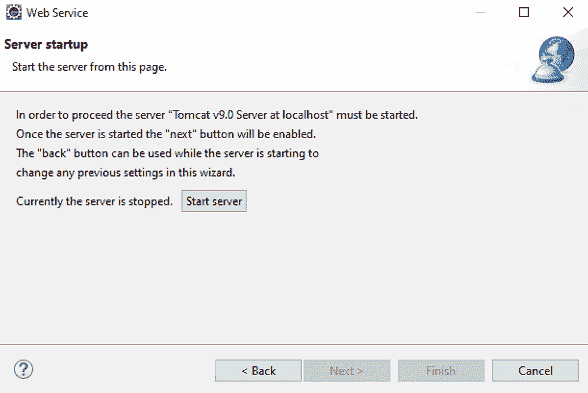 Web Service
Server startup
Start the server from this page.
In order to proceed the server "Tomcat v9.0 Server at localhost" must be started.
Once the server is started the "next" button will be enabled.
The "back" button can be used while the server is starting to
change any previous settings in this wizard.
Currently the server is stopped. Start server
? < Back Next > Finish Cancel